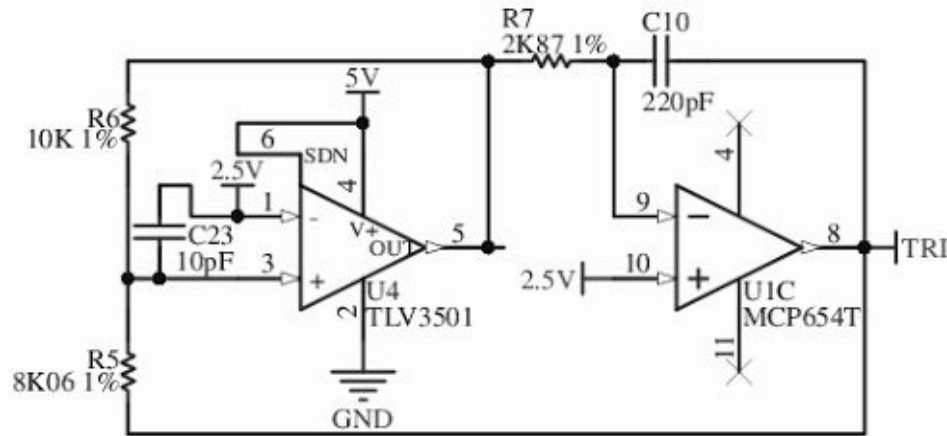 R7
2K87 1%
C10
220pF
5V
R6
10K 1%
6
SDN
4
2.5V
1
-
V+
OUT
5
C23
10pF
3
+
U4
TLV3501
2
GND
R5
8K06 1%
4
9
−
8
TRI
2.5V
10
+
U1C
MCP654T
11